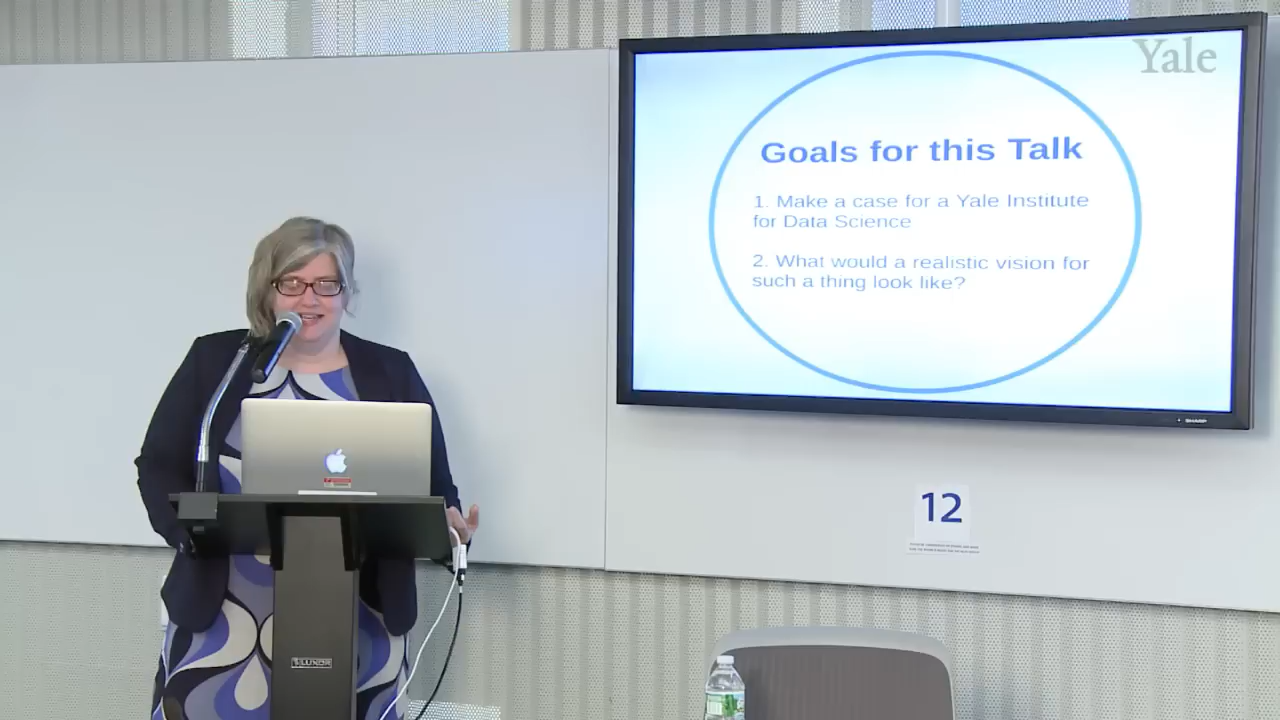 Yale
Goals for this Talk
1. Make a case for a Yale Institute
for Data Science
2. What would a realistic vision for
such a thing look like?
SHARP
12
LUXOR